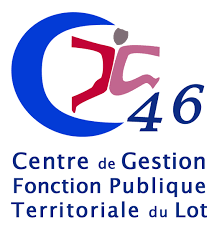 46
Centre de Gestion
Fonction Publique
Territoriale du Lot